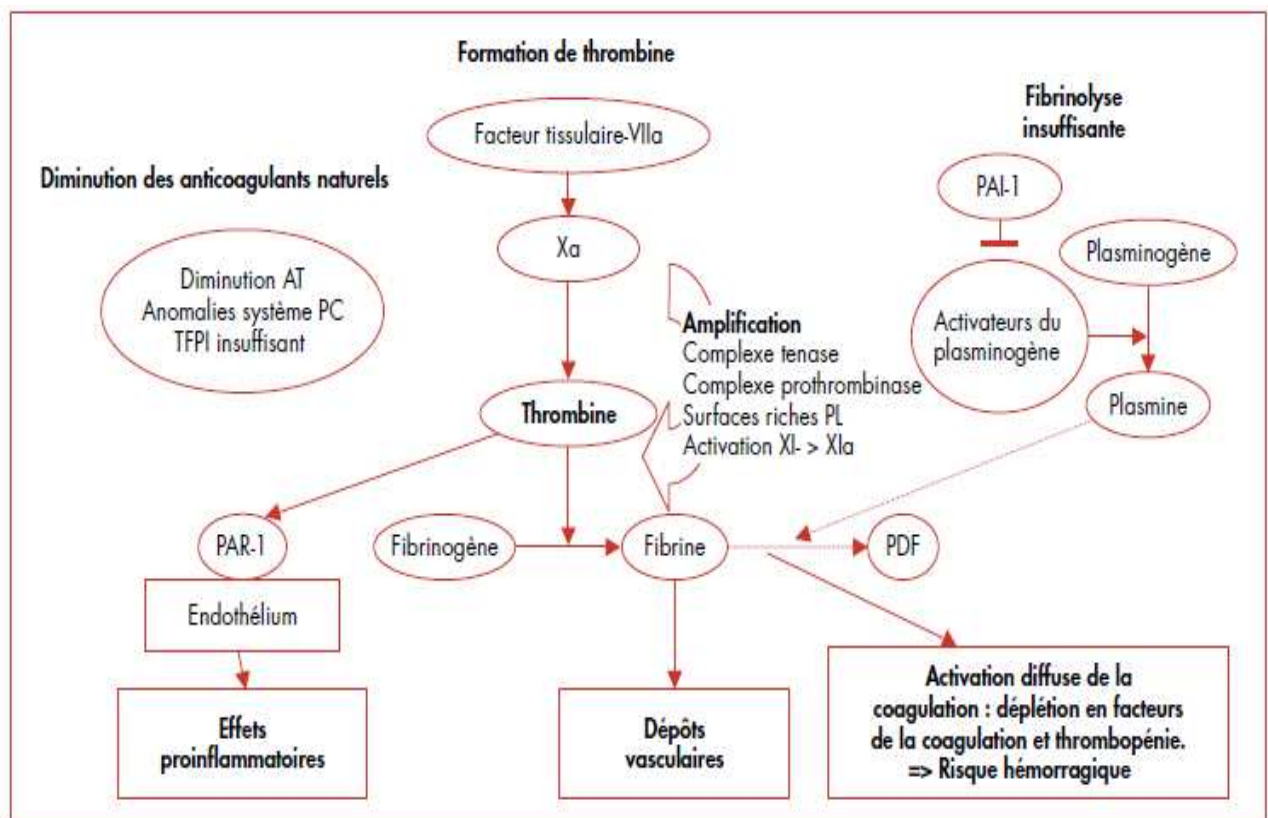 Formation de thrombine
Facteur tissulaire-VIIa
Xa
Thrombine
Diminution des anticoagulants naturels
Diminution AT
Anomalies système PC
TFPI insuffisant
Amplification
Complexe tenase
Complexe prothrombinase
Surfaces riches PL
Activation XI- > XIa
Fibrinolyse
insuffisante
PAI-1
Plasminogène
Activateurs du
plasminogène
Plasmine
PAR-1
Endothélium
Effets
proinflammatoires
Fibrinogène
Fibrine
PDF
Dépôts
vasculaires
Activation diffuse de la
coagulation : déplétion en facteurs
de la coagulation et thrombopénie.
=> Risque hémorragique